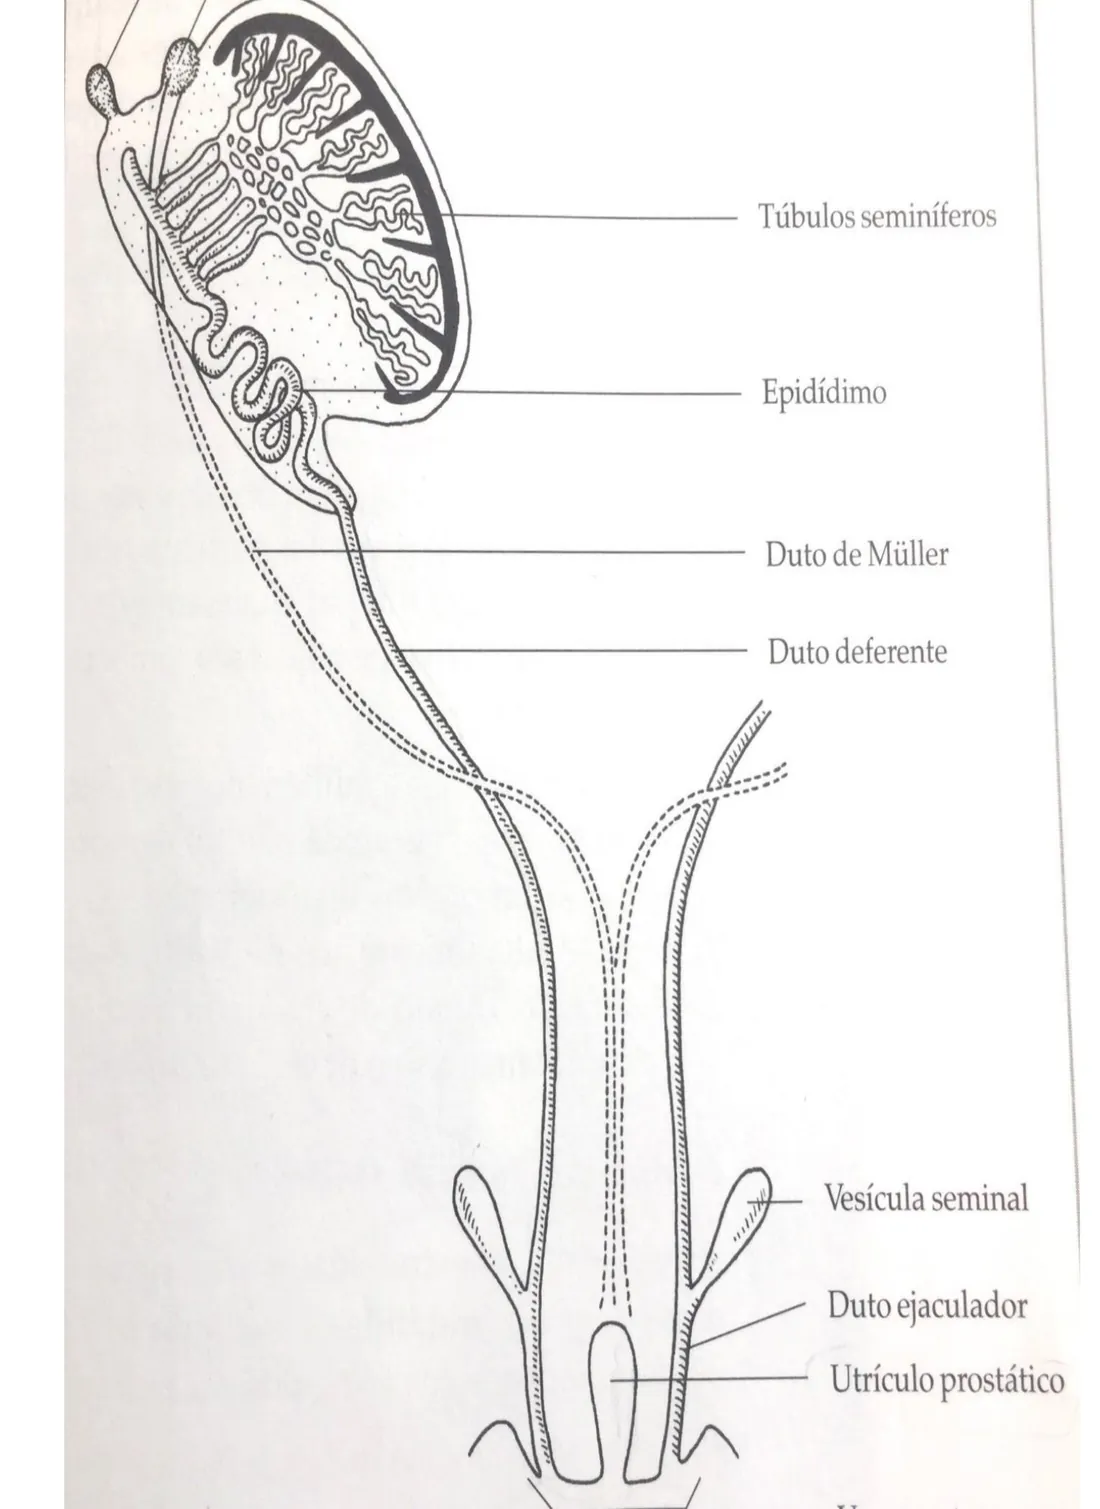 Túbulos seminíferos
Epidídimo
Duto de Müller
Duto deferente
Vesícula seminal
Duto ejaculador
Utrículo prostático